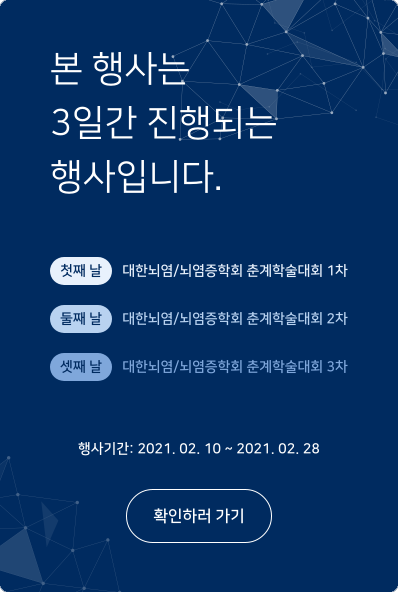 본 행사는
3일간 진행되는
행사입니다.
첫째 날 대한뇌염/뇌염증학회 춘계학술대회 1차
둘째 날 대한뇌염/뇌염증학회 춘계학술대회 2차
셋째 날 대한뇌염/뇌염증학회 춘계학술대회 3차
행사기간: 2021. 02. 10 ~ 2021. 02. 28
확인하러 가기